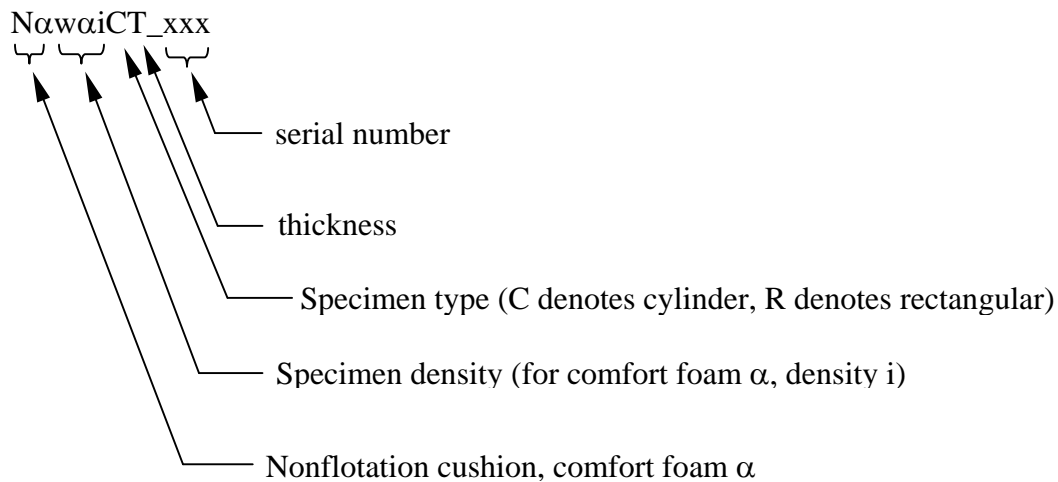 NαwαiCT_xxx
serial number
thickness
Specimen type (C denotes cylinder, R denotes rectangular)
Specimen density (for comfort foam α, density i)
Nonflotation cushion, comfort foam α